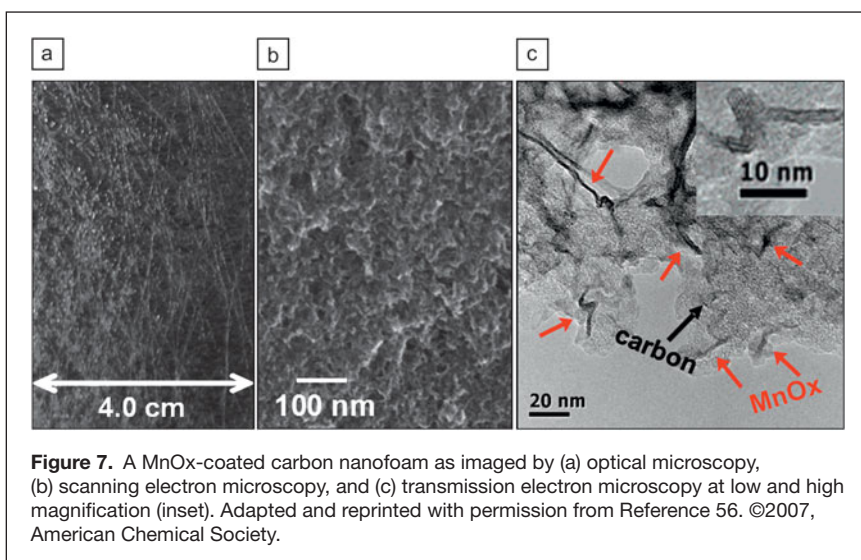 a
b
c
4.0 cm
100 nm
10 nm
carbon
MnOx
20 nm
Figure 7. A MnOx-coated carbon nanofoam as imaged by (a) optical microscopy,
(b) scanning electron microscopy, and (c) transmission electron microscopy at low and high
magnification (inset). Adapted and reprinted with permission from Reference 56. ©2007,
American Chemical Society.